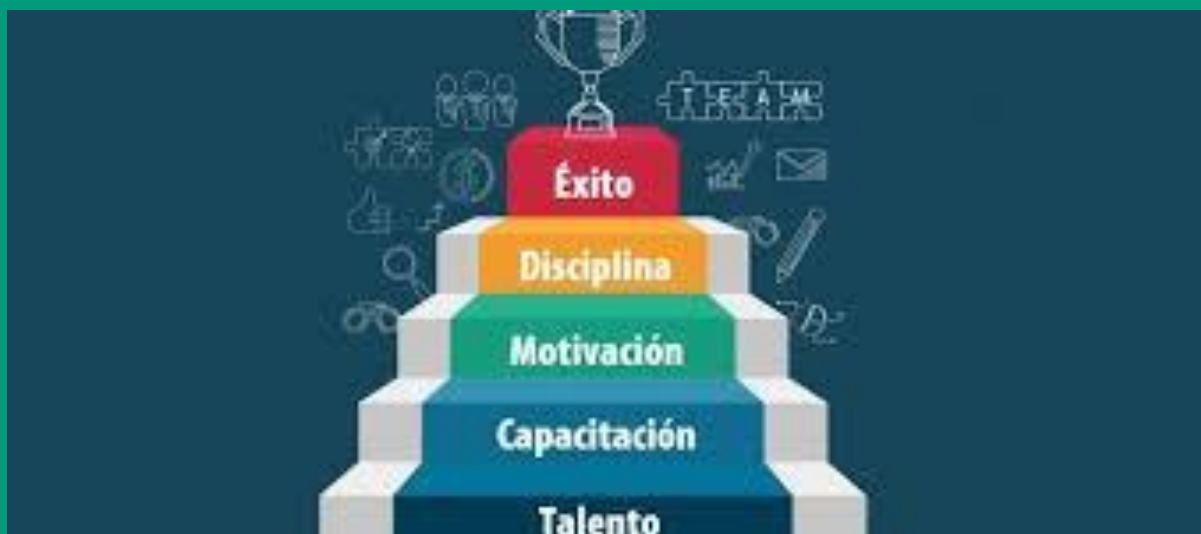 TEAM
Éxito
Disciplina
Motivación
Capacitación
Talento